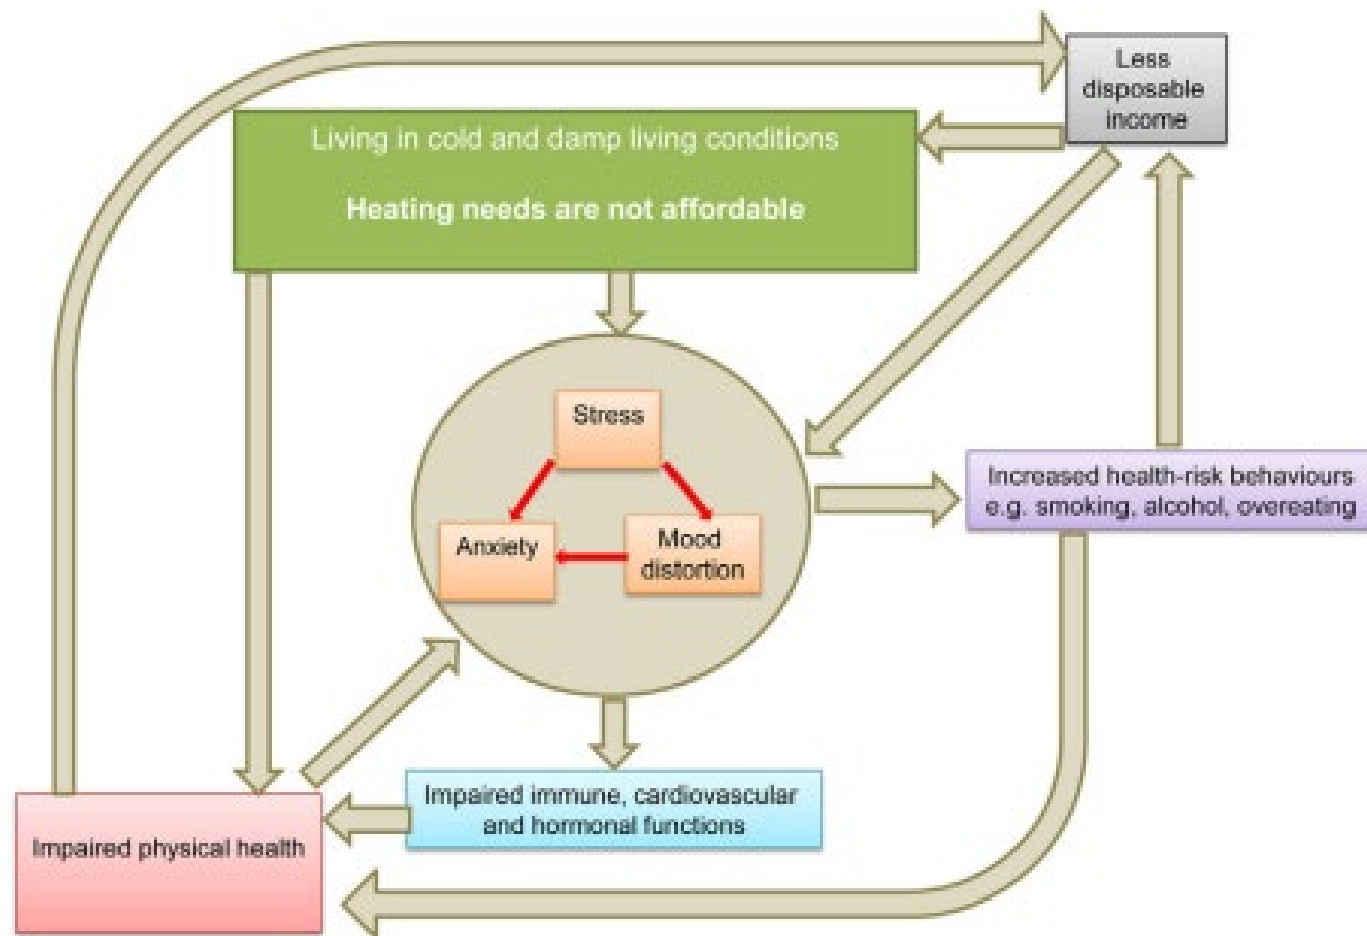 Less
disposable
income
Living in cold and damp living conditions
Heating needs are not affordable
Stress
Anxiety
Mood
distortion
Increased health-risk behaviours
e.g. smoking, alcohol, overeating
Impaired immune, cardiovascular
and hormonal functions
Impaired physical health